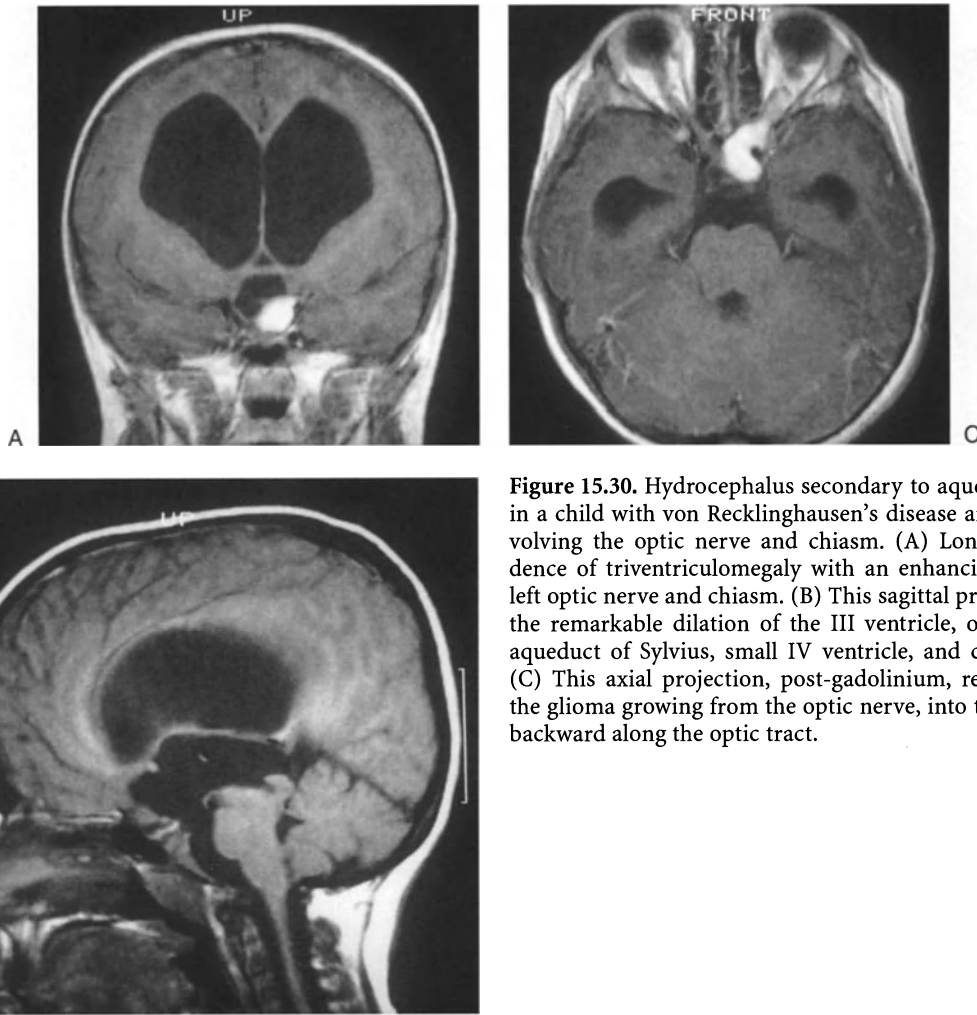 UP
FRONT
A
C
UP
Figure 15.30. Hydrocephalus secondary to aque
in a child with von Recklinghausen's disease a
volving the optic nerve and chiasm. (A) Lon
dence of triventriculomegaly with an enhanci
left optic nerve and chiasm. (B) This sagittal pr
the remarkable dilation of the III ventricle, o
aqueduct of Sylvius, small IV ventricle, and
(C) This axial projection, post-gadolinium, re
the glioma growing from the optic nerve, into t
backward along the optic tract.